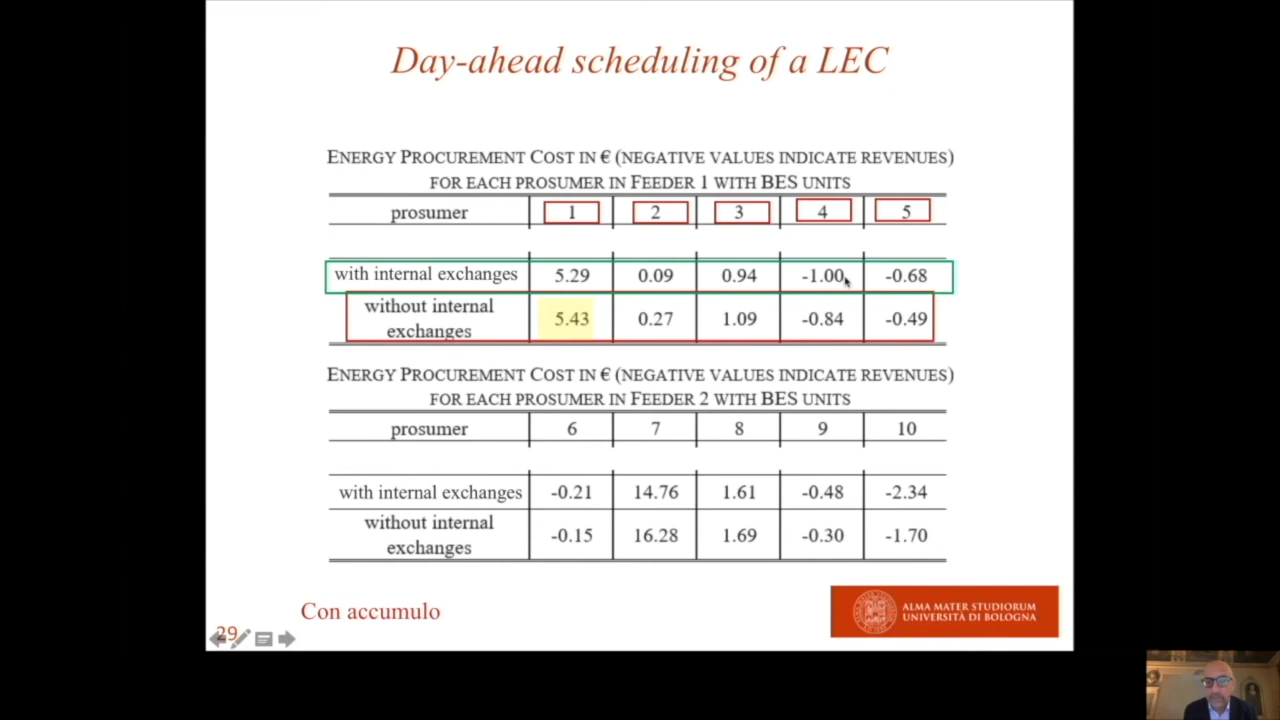 Day-ahead scheduling of a LEC
ENERGY PROCUREMENT COST IN € (NEGATIVE VALUES INDICATE REVENUES)
FOR EACH PROSUMER IN FEEDER 1 WITH BES UNITS
prosumer 1 2 3 4 5
with internal exchanges 5.29 0.09 0.94 -1.00 -0.68
without internal
exchanges 5.43 0.27 1.09 -0.84 -0.49
ENERGY PROCUREMENT COST IN € (NEGATIVE VALUES INDICATE REVENUES)
FOR EACH PROSUMER IN FEEDER 2 WITH BES UNITS
prosumer 6 7 8 9 10
with internal exchanges -0.21 14.76 1.61 -0.48 -2.34
without internal
exchanges -0.15 16.28 1.69 -0.30 -1.70
Con accumulo
29
ALMA MATER STUDIORUM
UNIVERSITÀ DI BOLOGNA